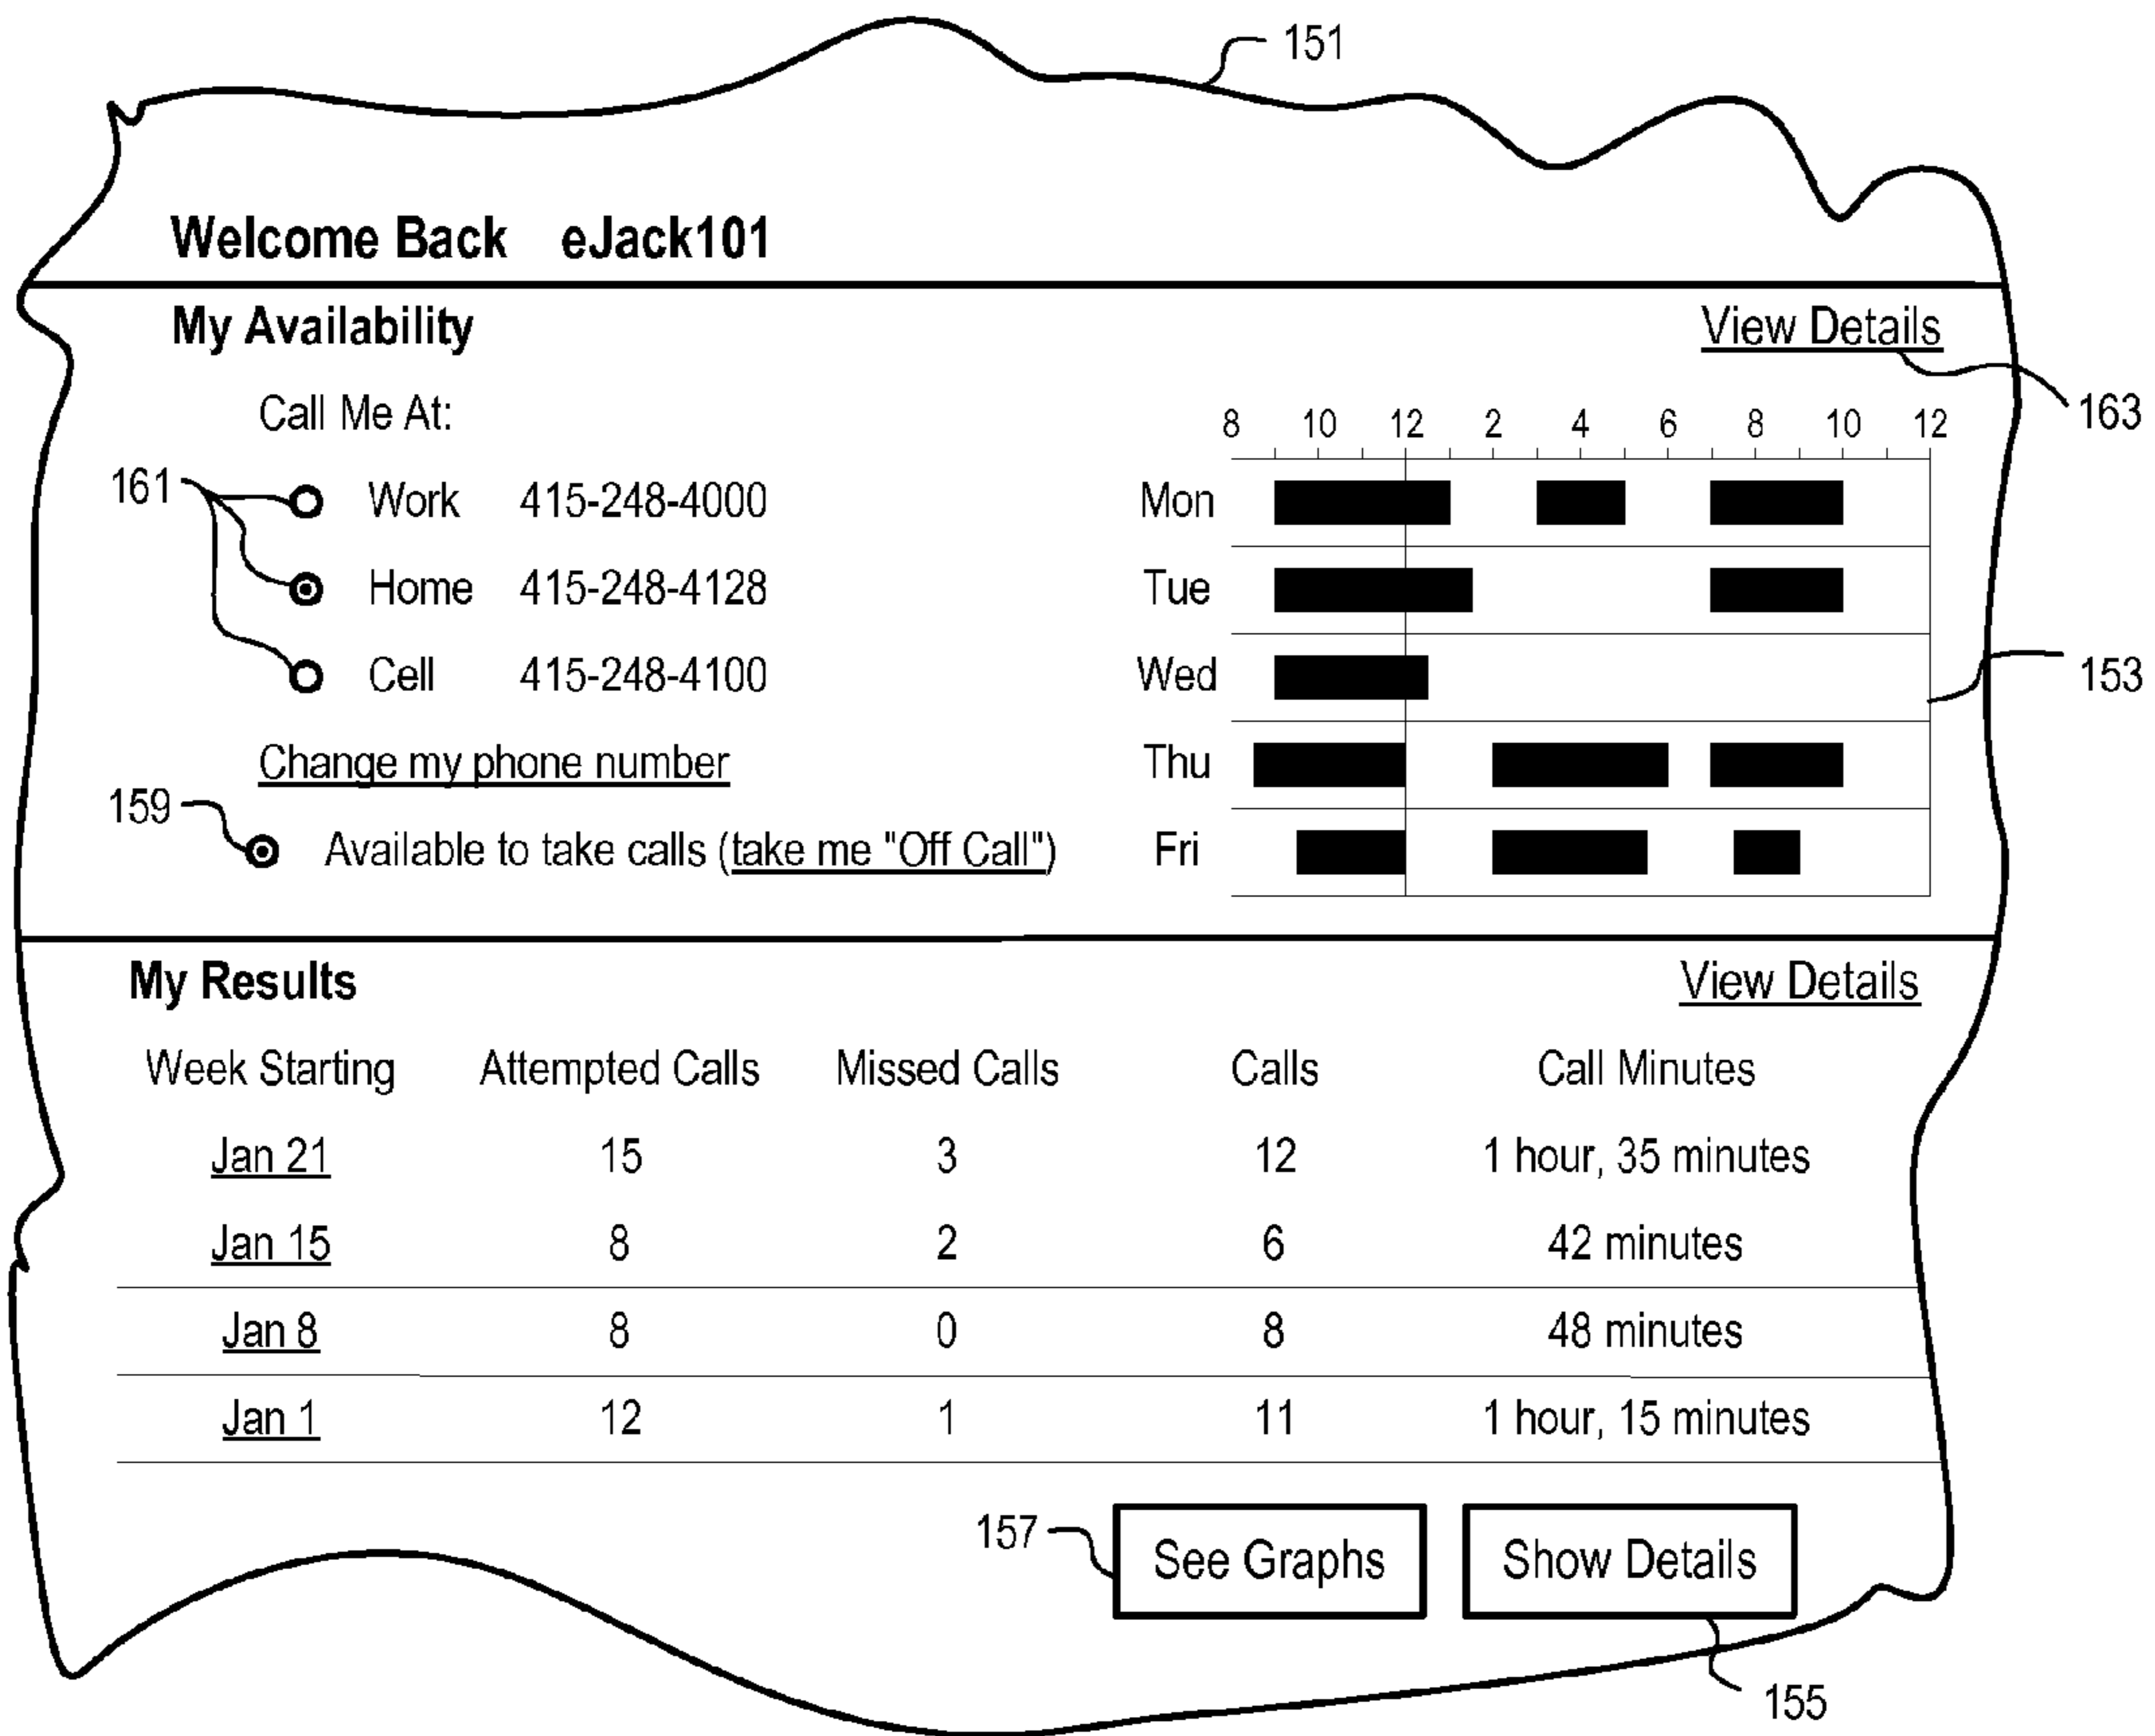 151
Welcome Back eJack101
My Availability View Details
163
Call Me At:
8 10 12 2 4 6 8 10 12
161 Work 415-248-4000 Mon
Home 415-248-4128 Tue
Cell 415-248-4100 Wed
153
Change my phone number Thu
159
Available to take calls (take me "Off Call") Fri
My Results View Details
Week Starting Attempted Calls Missed Calls Calls Call Minutes
Jan 21 15 3 12 1 hour, 35 minutes
Jan 15 8 2 6 42 minutes
Jan 8 8 0 8 48 minutes
Jan 1 12 1 11 1 hour, 15 minutes
157 See Graphs Show Details
155